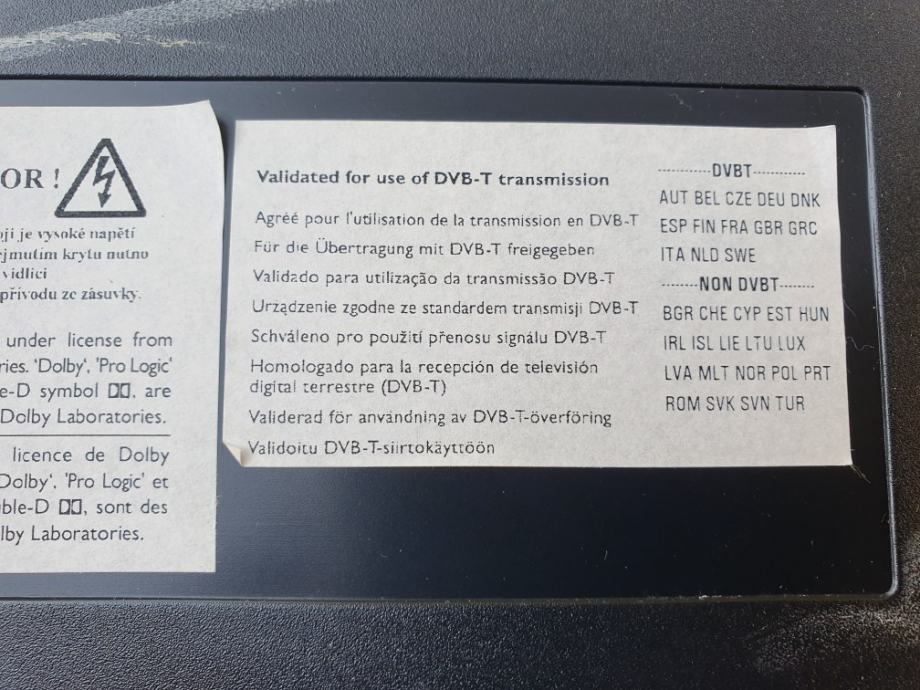 OR !
oji je vysoké napětí
ejmutím krytu nutno
vidlici
přívodu ze zásuvky.
under license from
ries. 'Dolby', 'Pro Logic'
e-D symbol, are
Dolby Laboratories.
licence de Dolby
Dolby', 'Pro Logic' et
ble-D, sont des
lby Laboratories.
Validated for use of DVB-T transmission
Agréé pour l'utilisation de la transmission en DVB-T
Für die Übertragung mit DVB-T freigegeben
Validado para utilização da transmissão DVB-T
Urządzenie zgodne ze standardem transmisji DVB-T
Schváleno pro použití přenosu signálu DVB-T
Homologado para la recepción de televisión
digital terrestre (DVB-T)
Validerad för användning av DVB-T-överföring
Validoitu DVB-T-siirtokäyttöön
----------DVBT-----------
AUT BEL CZE DEU DNK
ESP FIN FRA GBR GRC
ITA NLD SWE
-------NON DVBT-------
BGR CHE CYP EST HUN
IRL ISL LIE LTU LUX
LVA MLT NOR POL PRT
ROM SVK SVN TUR